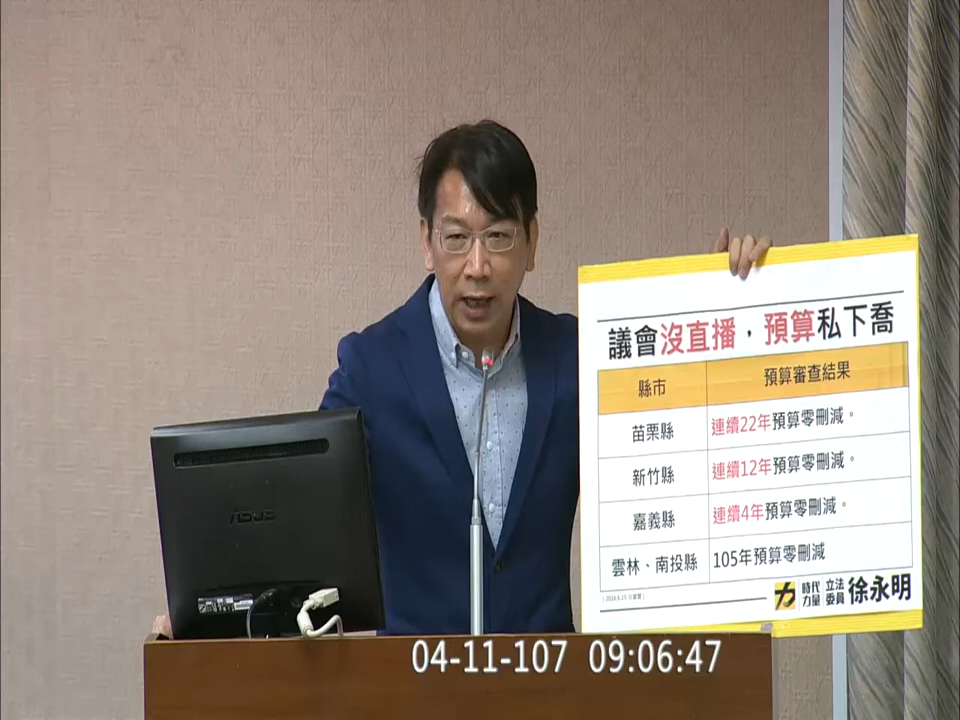 議會沒直播，預算私下喬
縣市 預算審查結果
苗栗縣 連續22年預算零刪減。
新竹縣 連續12年預算零刪減。
嘉義縣 連續4年預算零刪減。
雲林、南投縣 105年預算零刪減
力 時代力量 立法委員 徐永明
ASUS
04-11-107 09:06:47